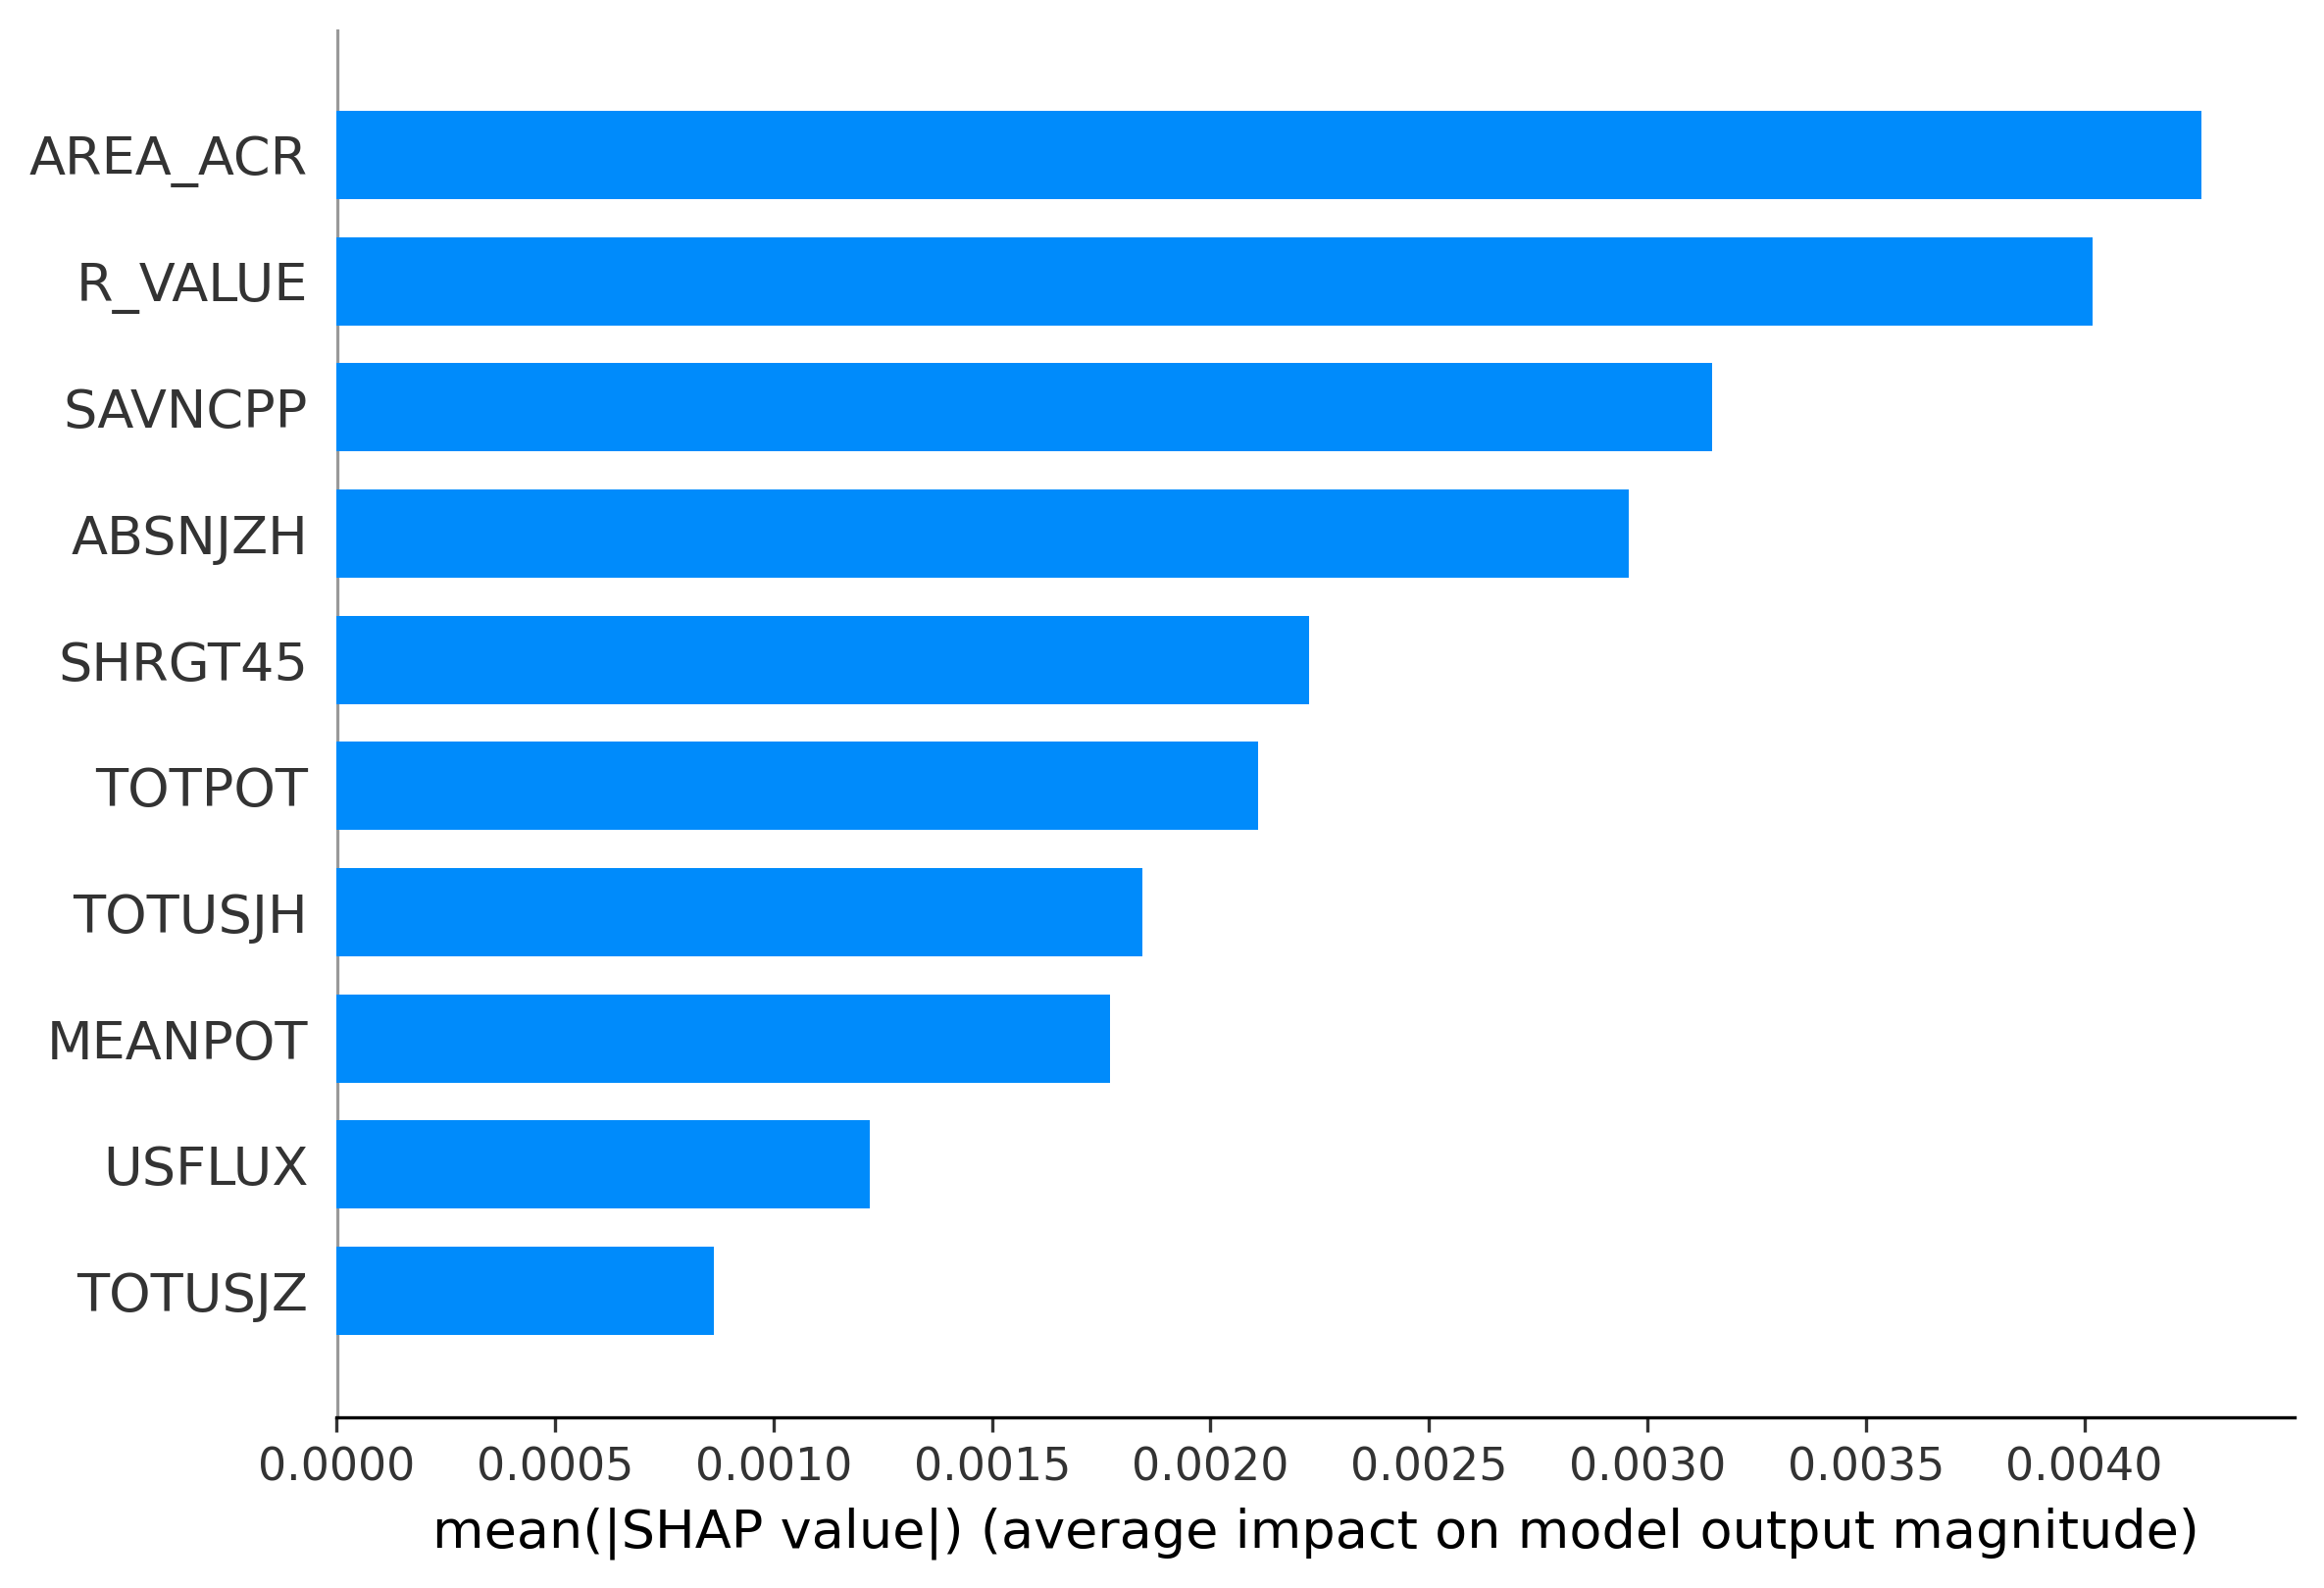 AREA_ACR
R_VALUE
SAVNCPP
ABSNJZH
SHRGT45
TOTPOT
TOTUSJH
MEANPOT
USFLUX
TOTUSJZ
0.0000 0.0005 0.0010 0.0015 0.0020 0.0025 0.0030 0.0035 0.0040
mean(|SHAP value|) (average impact on model output magnitude)